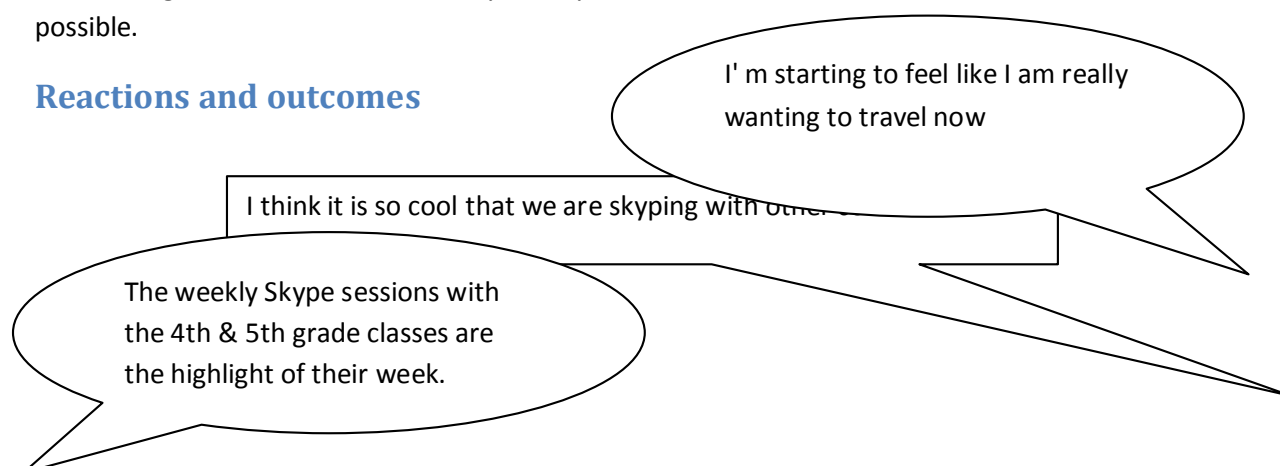 possible.
Reactions and outcomes
I' m starting to feel like I am really
wanting to travel now
I think it is so cool that we are skyping with other
The weekly Skype sessions with
the 4th & 5th grade classes are
the highlight of their week.